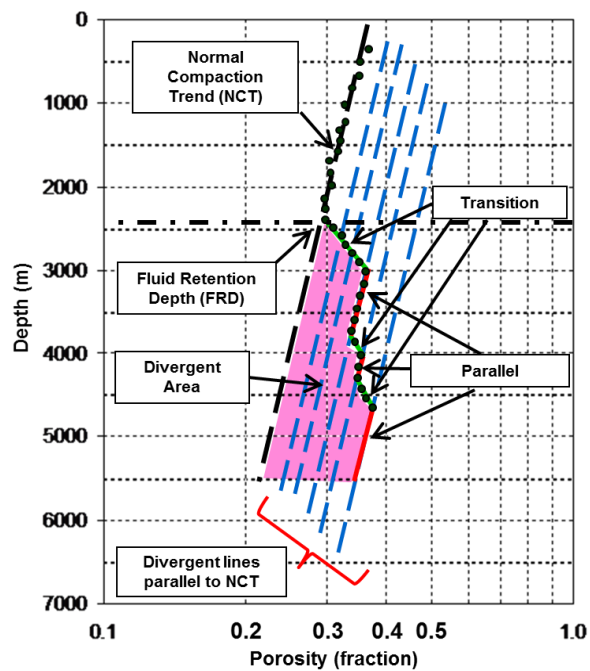 0
1000
2000
3000
4000
5000
6000
7000
Depth (m)
Normal
Compaction
Trend (NCT)
Transition
Fluid Retention
Depth (FRD)
Divergent
Area
Parallel
Divergent lines
parallel to NCT
0.1
0.2
0.3
0.4
0.5
1.0
Porosity (fraction)